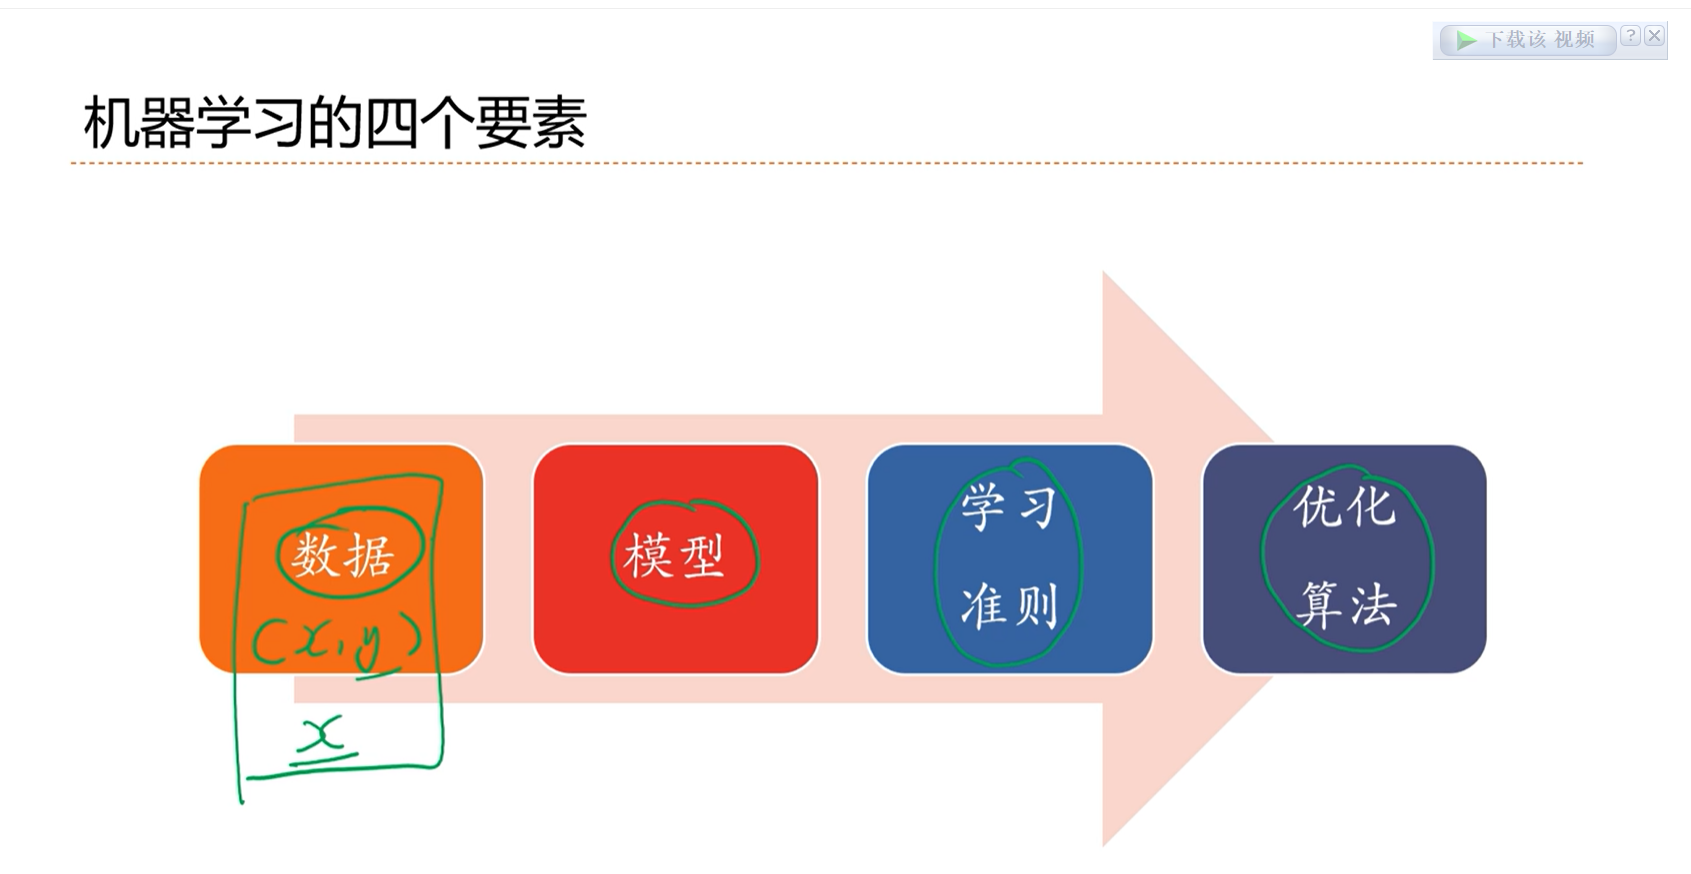 下载该 视频
?
机器学习的四个要素
数据
(x,y)
x
模型
学习
准则
优化
算法